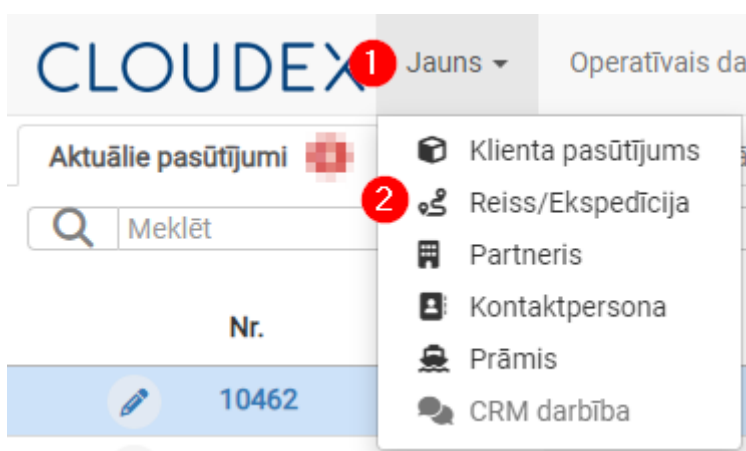 CLOUDEX 1 Jauns Operatīvais da
Aktuālie pasūtījumi
Klienta pasūtījums
2 Reiss/Ekspedīcija
Meklēt
Partneris
Kontaktpersona
Nr.
Prāmis
10462
CRM darbība